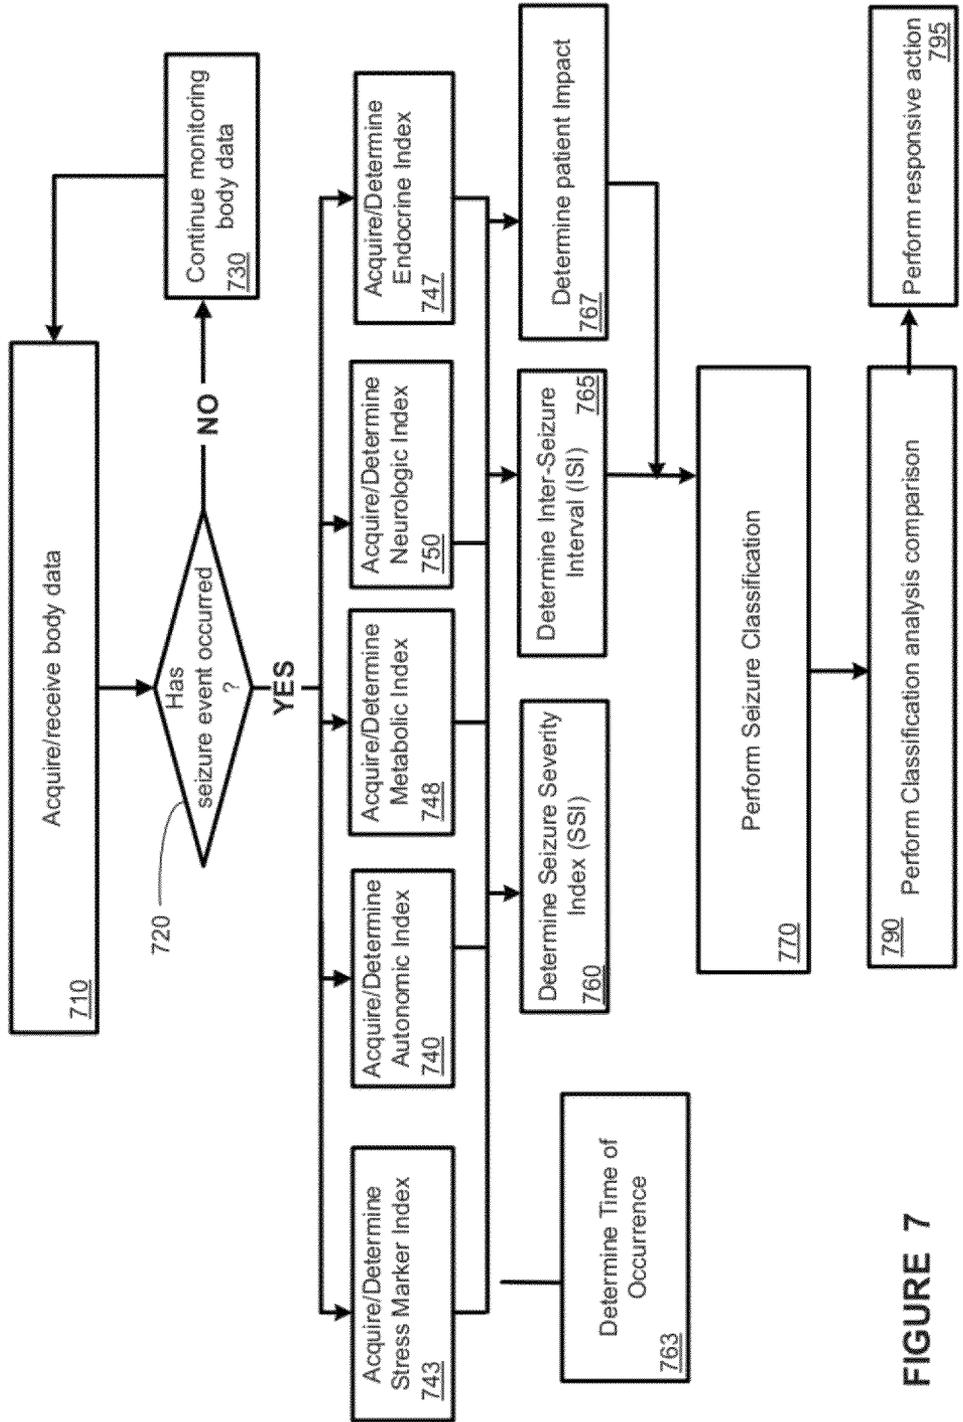 Acquire/receive body data
710
Has
seizure event occurred
?
720
NO
Continue monitoring
body data
730
YES
Acquire/Determine
Stress Marker Index
743
Acquire/Determine
Autonomic Index
740
Acquire/Determine
Metabolic Index
748
Acquire/Determine
Neurologic Index
750
Acquire/Determine
Endocrine Index
747
Determine Time of
Occurrence
763
Determine Seizure Severity
Index (SSI)
760
Determine Inter-Seizure
Interval (ISI)
765
Determine patient Impact
767
Perform Seizure Classification
770
Perform Classification analysis comparison
790
Perform responsive action
795
FIGURE 7